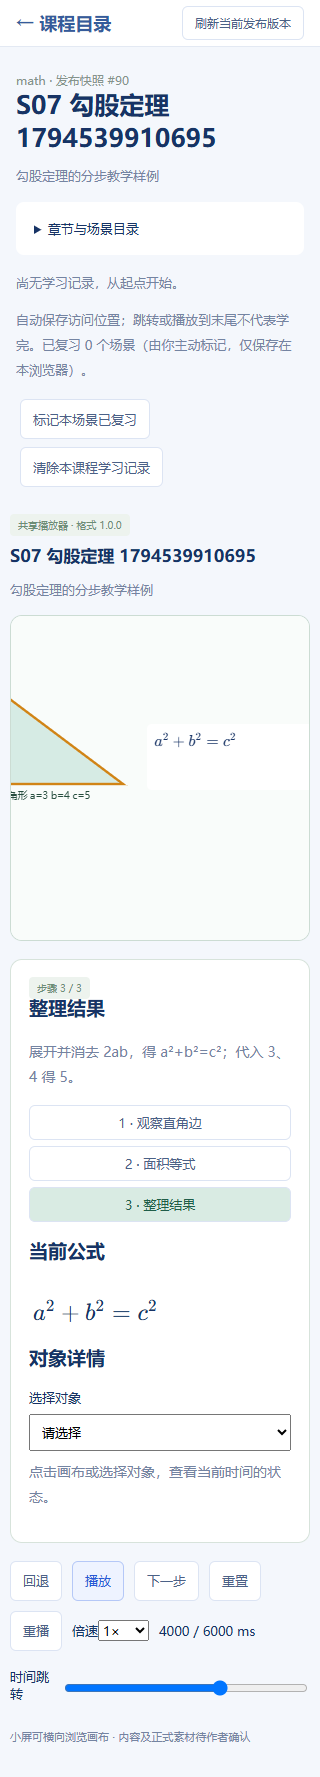 ← 课程目录
刷新当前发布版本
math · 发布快照 #90
S07 勾股定理
1794539910695
勾股定理的分步教学样例
▶ 章节与场景目录
尚无学习记录，从起点开始。
自动保存访问位置；跳转或播放到末尾不代表学
完。已复习 0 个场景（由你主动标记，仅保存在
本浏览器）。
标记本场景已复习
清除本课程学习记录
共享播放器 · 格式 1.0.0
S07 勾股定理 1794539910695
勾股定理的分步教学样例
a² + b² = c²
角形 a=3 b=4 c=5
步骤 3 / 3
整理结果
展开并消去 2ab，得 a²+b²=c²；代入 3、
4 得 5。
1 · 观察直角边
2 · 面积等式
3 · 整理结果
当前公式
a² + b² = c²
对象详情
选择对象
请选择
点击画布或选择对象，查看当前时间的状
态。
回退
播放
下一步
重置
重播
倍速 1×
4000 / 6000 ms
时间跳
转
小屏可横向浏览画布 · 内容及正式素材待作者确认